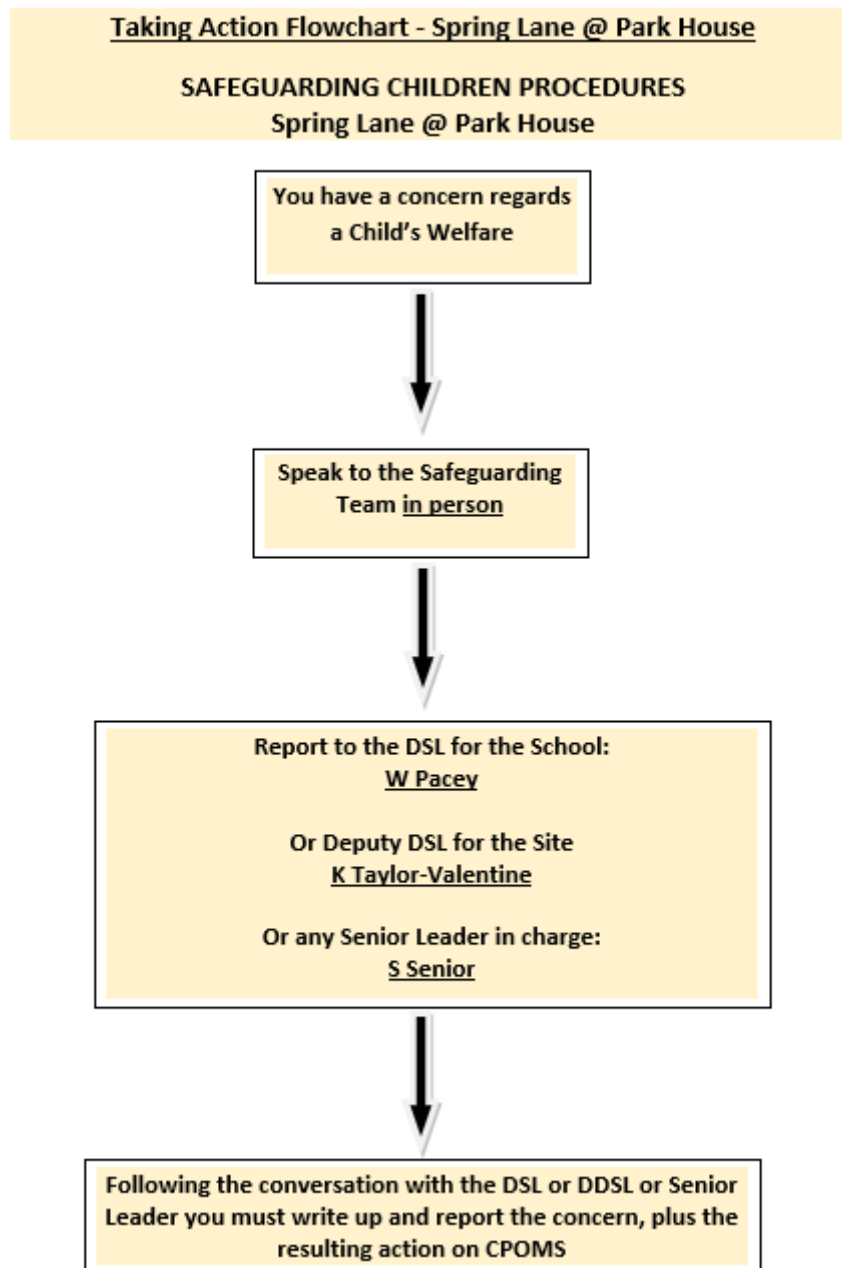 Taking Action Flowchart - Spring Lane @ Park House
SAFEGUARDING CHILDREN PROCEDURES
Spring Lane @ Park House
You have a concern regards
a Child's Welfare
Speak to the Safeguarding
Team in person
Report to the DSL for the School:
W Pacey
Or Deputy DSL for the Site
K Taylor-Valentine
Or any Senior Leader in charge:
S Senior
Following the conversation with the DSL or DDSL or Senior
Leader you must write up and report the concern, plus the
resulting action on CPOMS